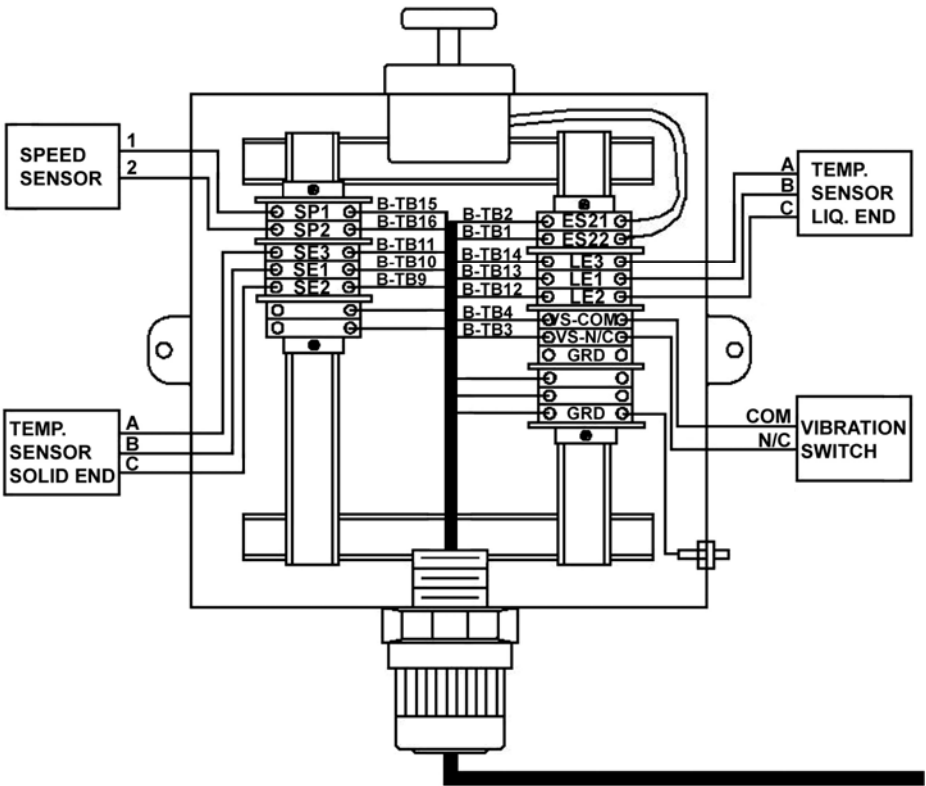 SPEED
SENSOR
1
2
TEMP.
SENSOR
SOLID END
A
B
C
SP1
SP2
SE3
SE1
SE2
B-TB15
B-TB16
B-TB11
B-TB10
B-TB9
B-TB2
B-TB1
B-TB14
B-TB13
B-TB12
B-TB4
B-TB3
ES21
ES22
LE3
LE1
LE2
VS-COM
VS-N/C
GRD
GRD
A
B
C
TEMP.
SENSOR
LIQ. END
COM
N/C
VIBRATION
SWITCH